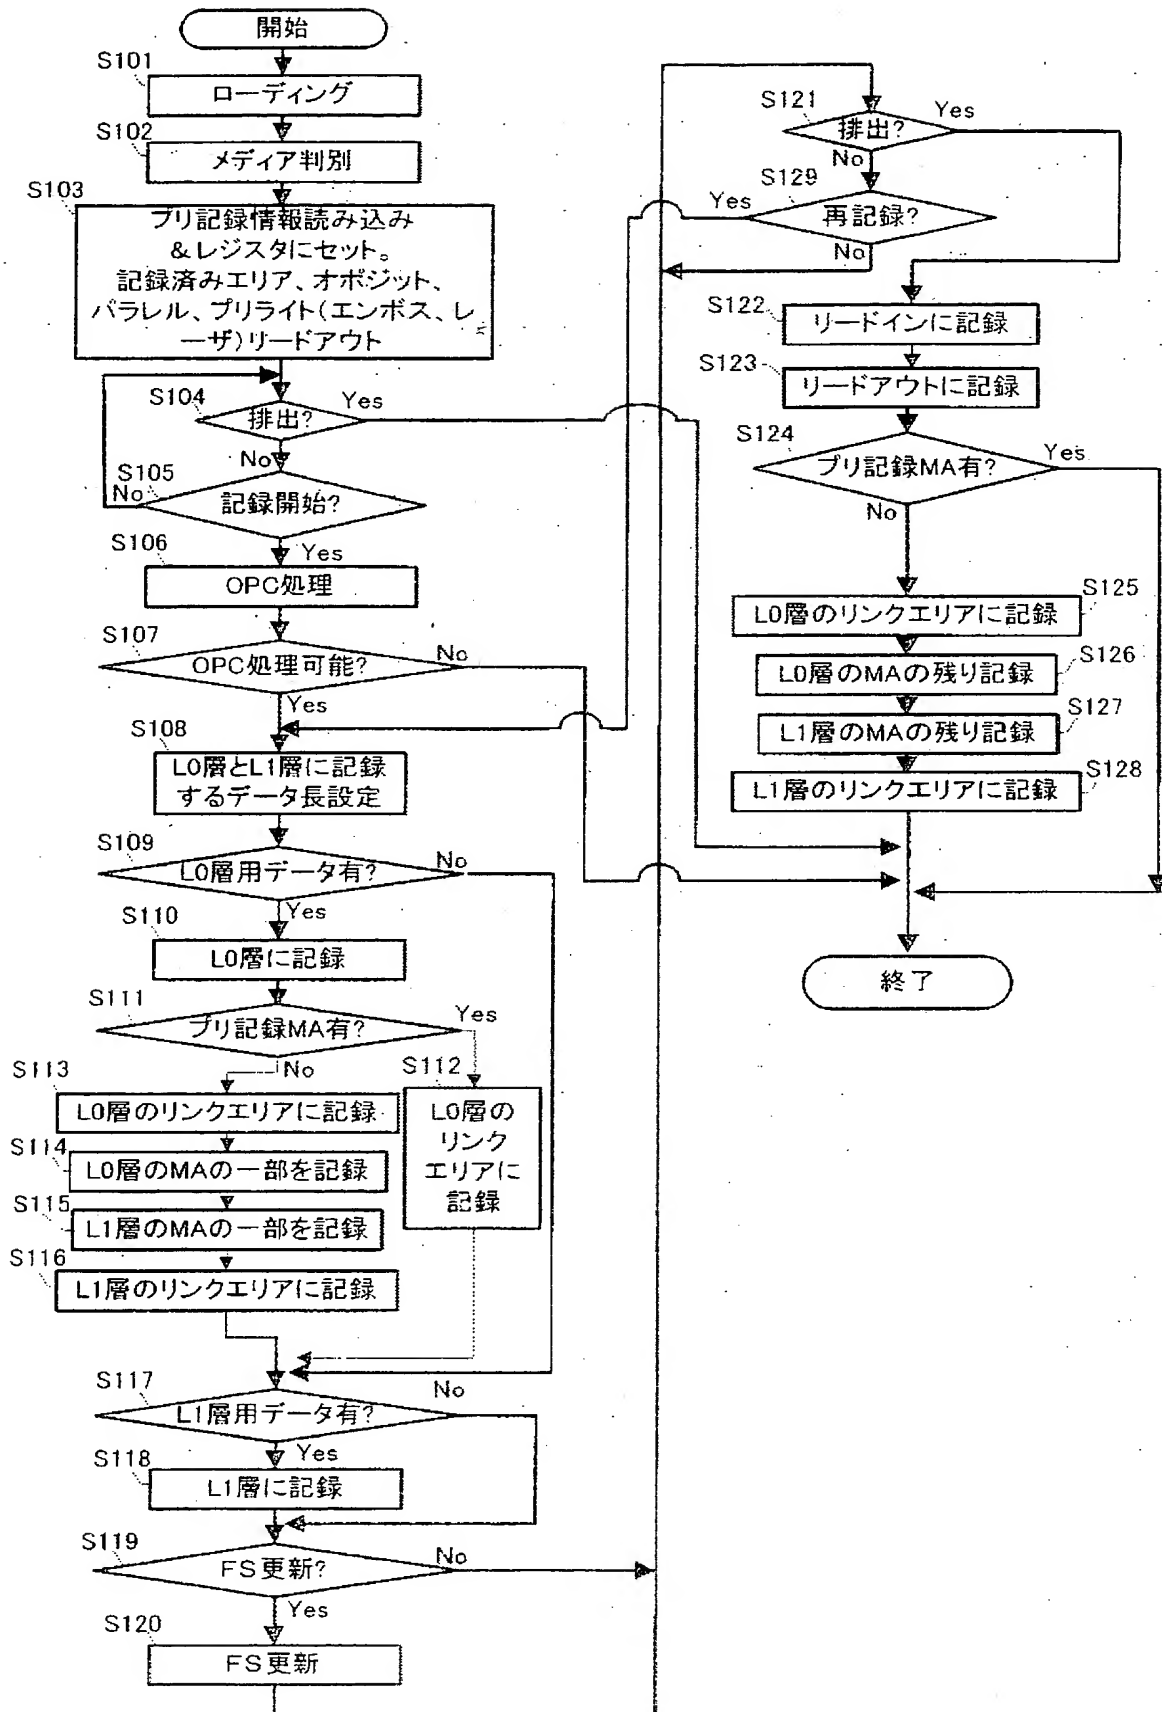 開始
S101
ローディング
S102
メディア判別
S103
プリ記録情報読み込み
&レジスタにセット。
記録済みエリア、オポジット、
パラレル、プリライト(エンボス、レ
ーザ)リードアウト
S104
排出?
Yes
No
S105
記録開始?
No
Yes
S106
OPC処理
S107
OPC処理可能?
No
Yes
S108
L0層とL1層に記録
するデータ長設定
S109
L0層用データ有?
No
Yes
S110
L0層に記録
S111
プリ記録MA有?
Yes
No
S112
L0層の
リンク
エリアに
記録
S113
L0層のリンクエリアに記録
S114
L0層のMAの一部を記録
S115
L1層のMAの一部を記録
S116
L1層のリンクエリアに記録
S117
L1層用データ有?
No
Yes
S118
L1層に記録
S119
FS更新?
No
Yes
S120
FS更新
S121
排出?
Yes
No
S129
再記録?
Yes
No
S122
リードインに記録
S123
リードアウトに記録
S124
プリ記録MA有?
Yes
No
S125
L0層のリンクエリアに記録
S126
L0層のMAの残り記録
S127
L1層のMAの残り記録
S128
L1層のリンクエリアに記録
終了